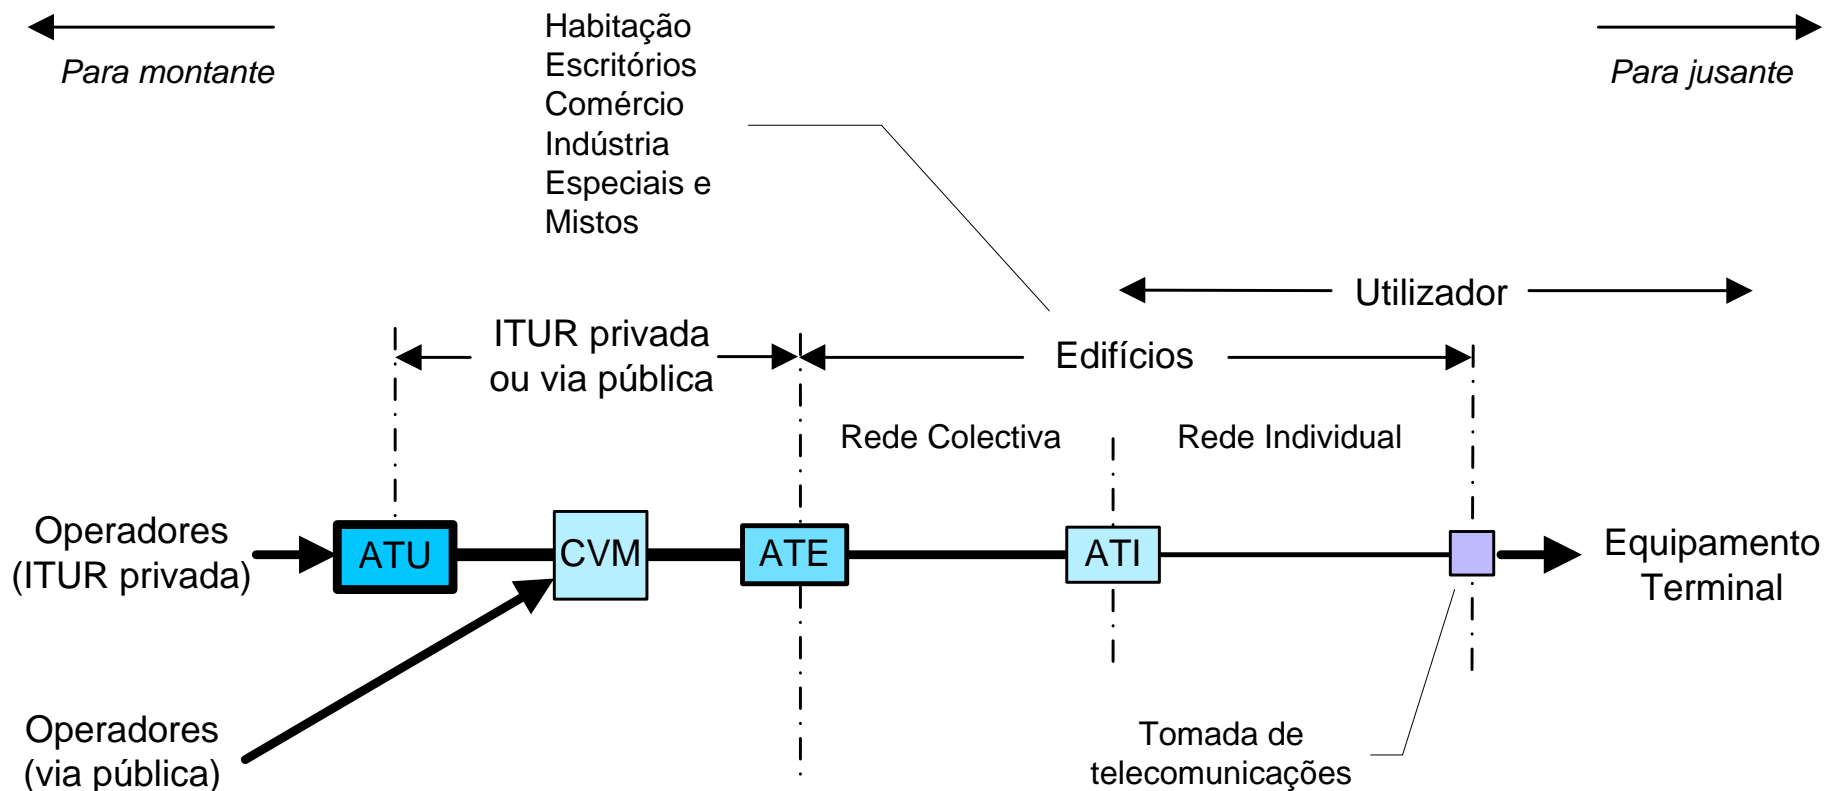 Para montante
Habitação
Escritórios
Comércio
Indústria
Especiais e
Mistos
Para jusante
Utilizador
ITUR privada
ou via pública
Edifícios
Rede Colectiva
Rede Individual
Operadores
(ITUR privada)
ATU
CVM
ATE
ATI
Equipamento
Terminal
Operadores
(via pública)
Tomada de
telecomunicações